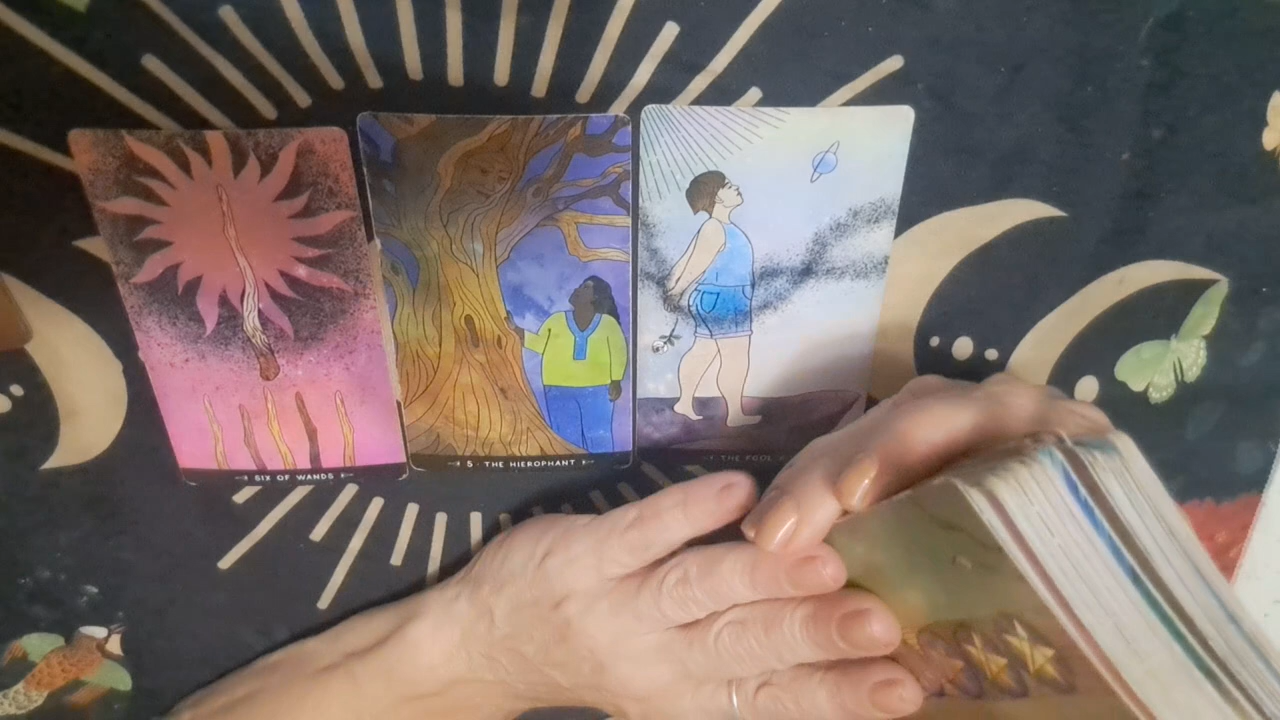 SIX OF WANDS
5 · THE HIEROPHANT
THE FOOL